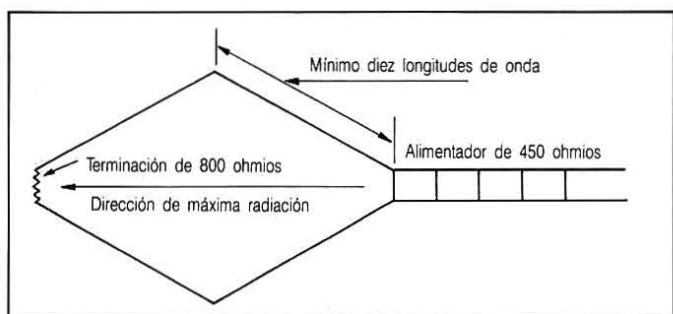 Mínimo diez longitudes de onda
Alimentador de 450 ohmios
Terminación de 800 ohmios
Dirección de máxima radiación